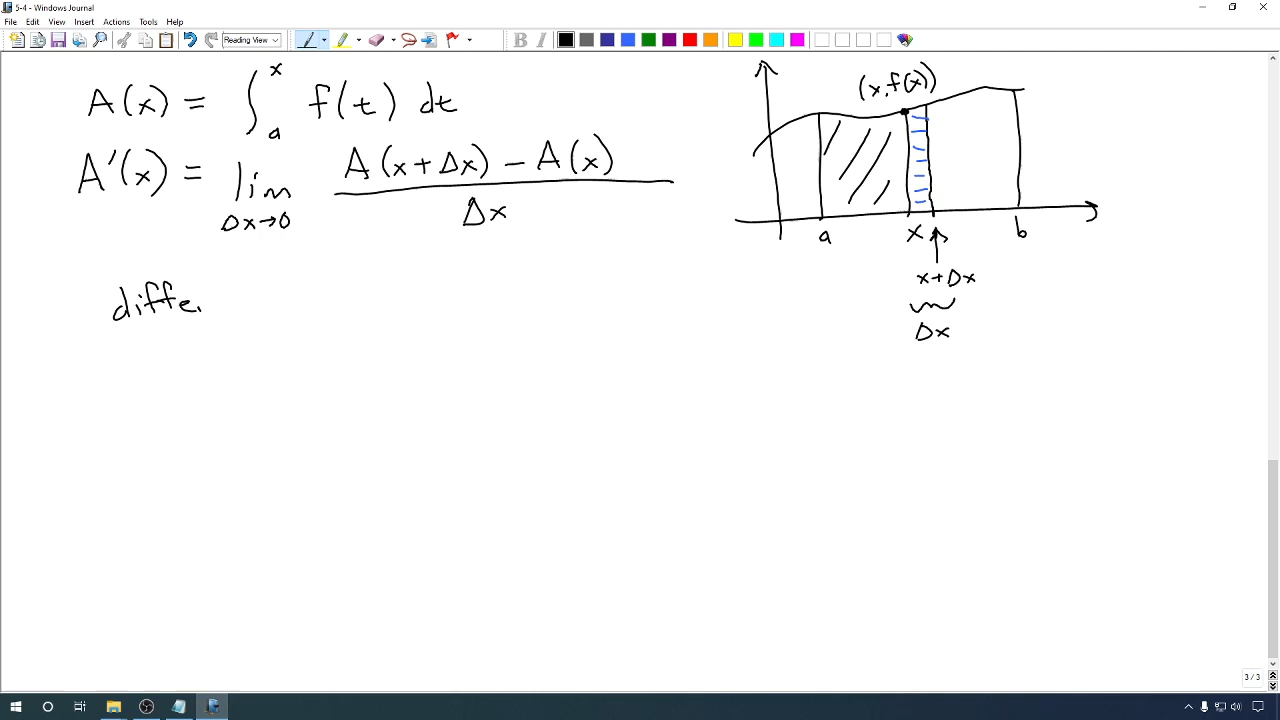 5-4 - Windows Journal
File Edit View Insert Actions Tools Help
Reading View
B I
A(x) = ∫ₐˣ f(t) dt
A'(x) = lim Δx→0 A(x+Δx) − A(x) / Δx
diffe
(x, f(x))
a x b
x+Δx
Δx
3 / 3